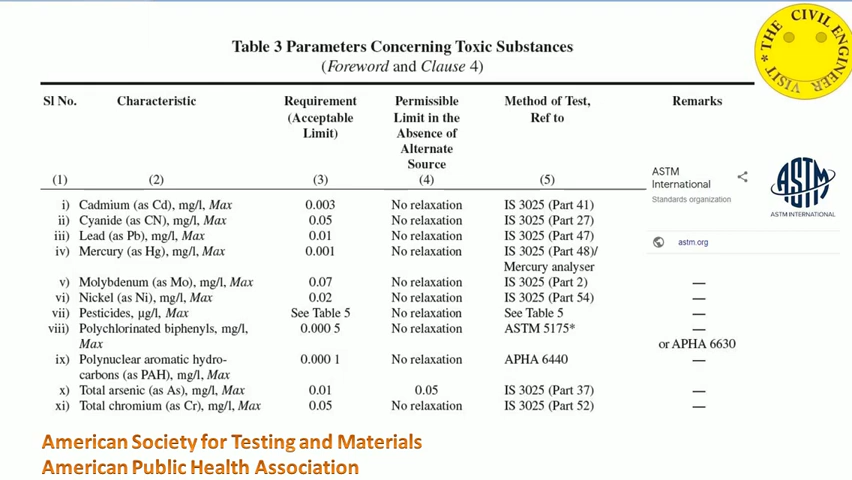 Table 3 Parameters Concerning Toxic Substances
(Foreword and Clause 4)
THE CIVIL ENGINEER VISIT*
Sl No. Characteristic Requirement Permissible Method of Test, Remarks
(Acceptable Limit in the Ref to
Limit) Absence of
Alternate
Source
(1) (2) (3) (4) (5)
i) Cadmium (as Cd), mg/l, Max 0.003 No relaxation IS 3025 (Part 41)
ii) Cyanide (as CN), mg/l, Max 0.05 No relaxation IS 3025 (Part 27)
iii) Lead (as Pb), mg/l, Max 0.01 No relaxation IS 3025 (Part 47)
iv) Mercury (as Hg), mg/l, Max 0.001 No relaxation IS 3025 (Part 48)/
Mercury analyser
v) Molybdenum (as Mo), mg/l, Max 0.07 No relaxation IS 3025 (Part 2) —
vi) Nickel (as Ni), mg/l, Max 0.02 No relaxation IS 3025 (Part 54) —
vii) Pesticides, µg/l, Max See Table 5 No relaxation See Table 5 —
viii) Polychlorinated biphenyls, mg/l, 0.000 5 No relaxation ASTM 5175* —
Max or APHA 6630
ix) Polynuclear aromatic hydro- 0.000 1 No relaxation APHA 6440 —
carbons (as PAH), mg/l, Max
x) Total arsenic (as As), mg/l, Max 0.01 0.05 IS 3025 (Part 37) —
xi) Total chromium (as Cr), mg/l, Max 0.05 No relaxation IS 3025 (Part 52) —
ASTM
International
Standards organization
astm.org
ASTM
ASTM INTERNATIONAL
American Society for Testing and Materials
American Public Health Association